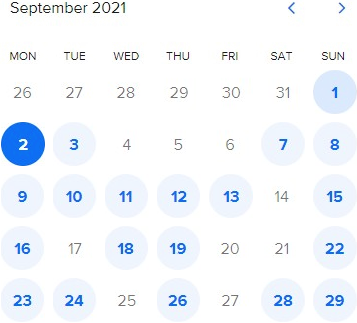 September 2021
MON TUE WED THU FRI SAT SUN
26 27 28 29 30 31 1
2 3 4 5 6 7 8
9 10 11 12 13 14 15
16 17 18 19 20 21 22
23 24 25 26 27 28 29